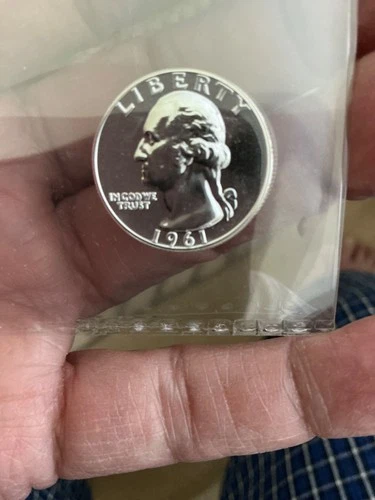 LIBERTY
IN GOD WE
TRUST
1961